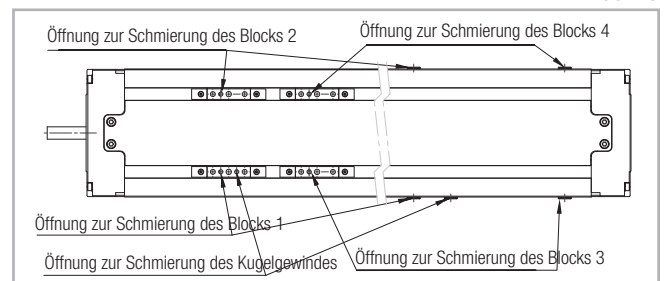 Öffnung zur Schmierung des Blocks 2
Öffnung zur Schmierung des Blocks 4
Öffnung zur Schmierung des Blocks 1
Öffnung zur Schmierung des Blocks 3
Öffnung zur Schmierung des Kugelgewindes